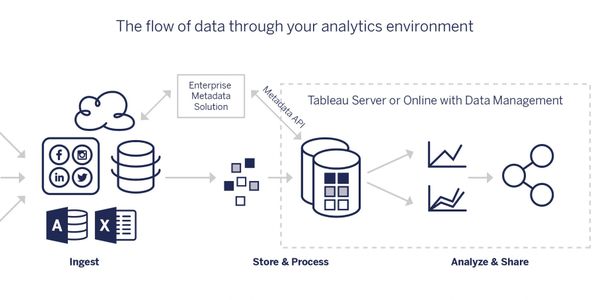 The flow of data through your analytics environment
Enterprise
Metadata
Solution
Metadata API
Tableau Server or Online with Data Management
f
in
A
X
Ingest
Store & Process
Analyze & Share